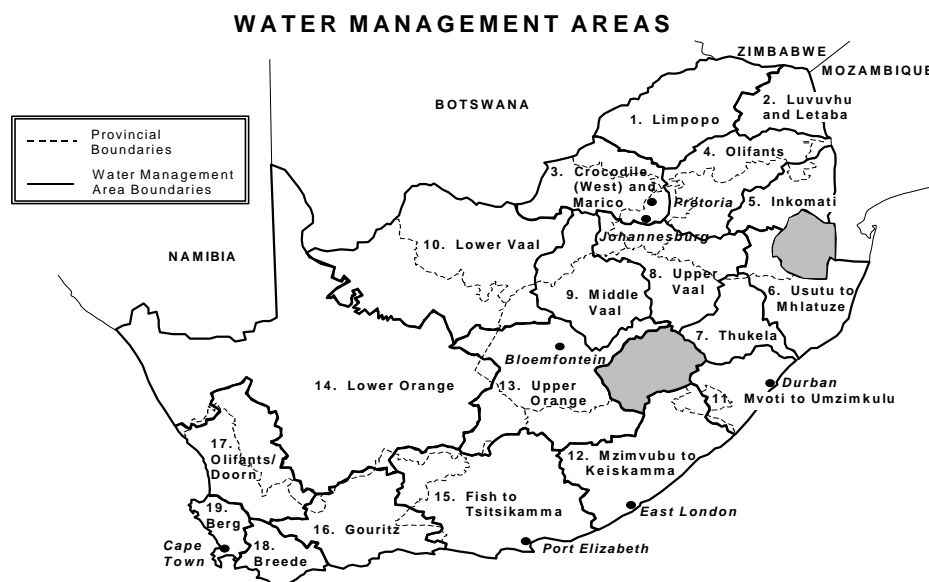 WATER MANAGEMENT AREAS
ZIMBABWE
MOZAMBIQUE
BOTSWANA
2. Luvuvhu
and Letaba
1. Limpopo
Provincial
Boundaries
Water Management
Area Boundaries
4. Olifants
3. Crocodile
(West) and
Marico
Pretoria
5. Inkomati
Johannesburg
10. Lower Vaal
NAMIBIA
8. Upper
Vaal
9. Middle
Vaal
6. Usutu to
Mhlatuze
7. Thukela
Bloemfontein
14. Lower Orange
13. Upper
Orange
Durban
11. Mvoti to Umzimkulu
17.
Olifants/
Doorn
12. Mzimvubu to
Keiskamma
15. Fish to
Tsitsikamma
East London
19.
Berg
16. Gouritz
Cape
Town
18.
Breede
Port Elizabeth